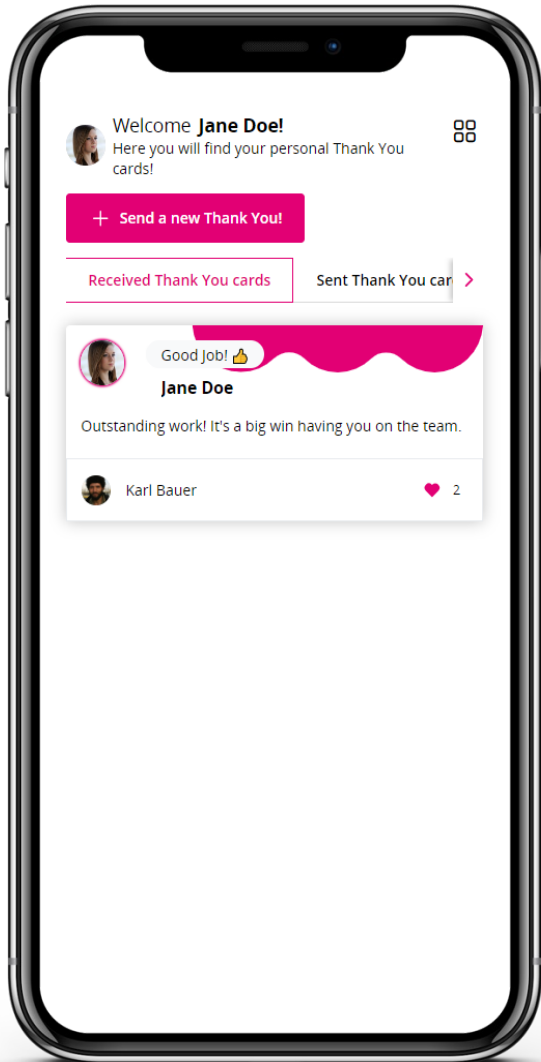 Welcome Jane Doe!
Here you will find your personal Thank You
cards!
+ Send a new Thank You!
Received Thank You cards
Sent Thank You
Good Job! 👍
Jane Doe
Outstanding work! It's a big win having you on the team.
Karl Bauer
2